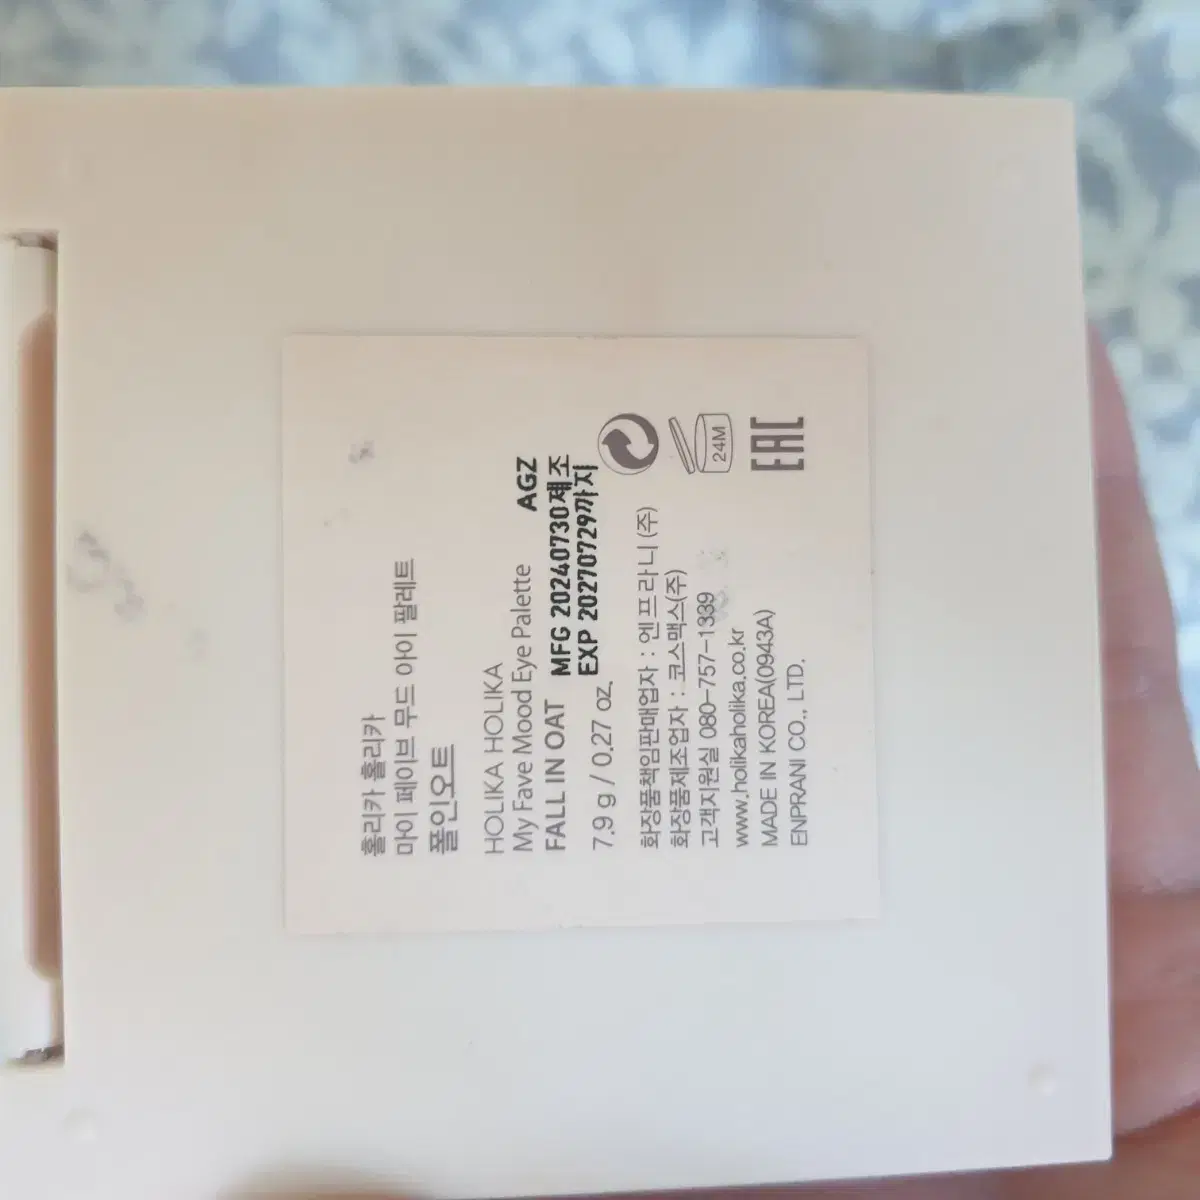 홀리카 홀리카
마이 페이브 무드 아이 팔레트
폴인오트
HOLIKA HOLIKA
My Fave Mood Eye Palette
FALL IN OAT
AGZ
MFG 20240730제조
EXP 20270729까지
7.9 g / 0.27 oz.
화장품책임판매업자 : 엔프라니(주)
화장품제조업자 : 코스맥스(주)
고객지원실 080-757-1339
www.holikaholika.co.kr
MADE IN KOREA(0943A)
ENPRANI CO., LTD.
24M
EAC